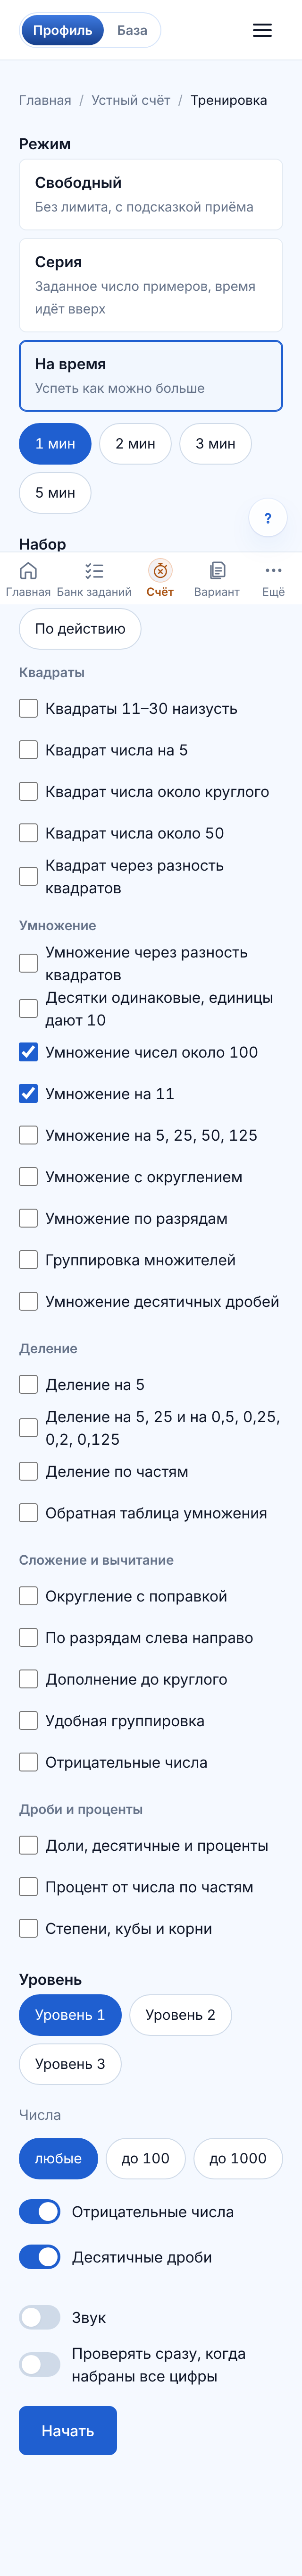 Профиль База
Главная / Устный счёт / Тренировка
Режим
Свободный
Без лимита, с подсказкой приёма
Серия
Заданное число примеров, время
идёт вверх
На время
Успеть как можно больше
1 мин 2 мин 3 мин
5 мин
?
Набор
Главная Банк заданий Счёт Вариант Ещё
По действию
Квадраты
Квадраты 11–30 наизусть
Квадрат числа на 5
Квадрат числа около круглого
Квадрат числа около 50
Квадрат через разность
квадратов
Умножение
Умножение через разность
квадратов
Десятки одинаковые, единицы
дают 10
Умножение чисел около 100
Умножение на 11
Умножение на 5, 25, 50, 125
Умножение с округлением
Умножение по разрядам
Группировка множителей
Умножение десятичных дробей
Деление
Деление на 5
Деление на 5, 25 и на 0,5, 0,25,
0,2, 0,125
Деление по частям
Обратная таблица умножения
Сложение и вычитание
Округление с поправкой
По разрядам слева направо
Дополнение до круглого
Удобная группировка
Отрицательные числа
Дроби и проценты
Доли, десятичные и проценты
Процент от числа по частям
Степени, кубы и корни
Уровень
Уровень 1 Уровень 2
Уровень 3
Числа
любые до 100 до 1000
Отрицательные числа
Десятичные дроби
Звук
Проверять сразу, когда
набраны все цифры
Начать